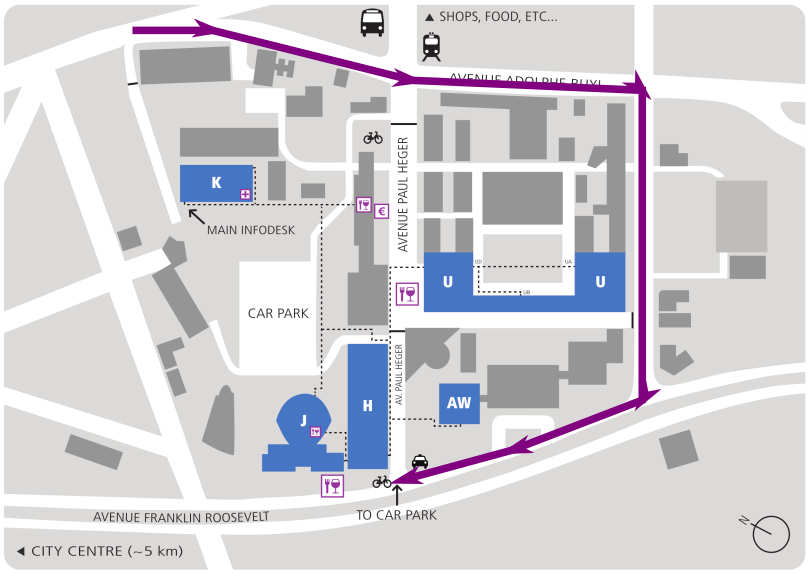 ▲ SHOPS, FOOD, ETC...
AVENUE ADOLPHE BUYL
AVENUE PAUL HEGER
K
€
MAIN INFODESK
UD
UA
U
U
UB
CAR PARK
AV. PAUL HEGER
H
AW
J
TO CAR PARK
AVENUE FRANKLIN ROOSEVELT
N
◄ CITY CENTRE (~5 km)